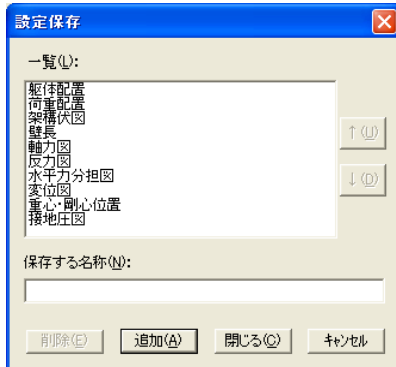 設定保存
一覧(L):
躯体配置
荷重配置
架構伏図
壁長
軸力図
反力図
水平力分担図
変位図
重心・剛心位置
接地圧図
↑(U)
↓(D)
保存する名称(N):
削除(E)
追加(A)
閉じる(C)
キャンセル